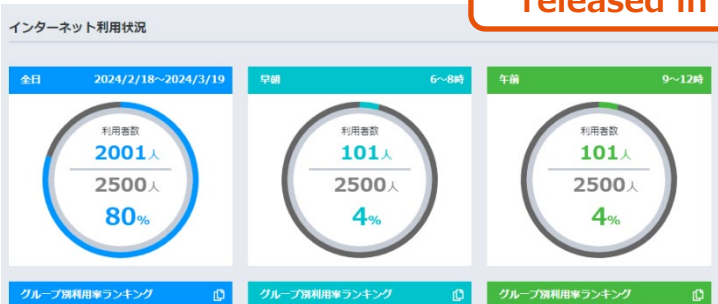 released in
インターネット利用状況
全日 2024/2/18～2024/3/19
利用者数
2001人
2500人
80%
グループ別利用率ランキング
早朝 6～8時
利用者数
101人
2500人
4%
グループ別利用率ランキング
午前 9～12時
利用者数
101人
2500人
4%
グループ別利用率ランキング